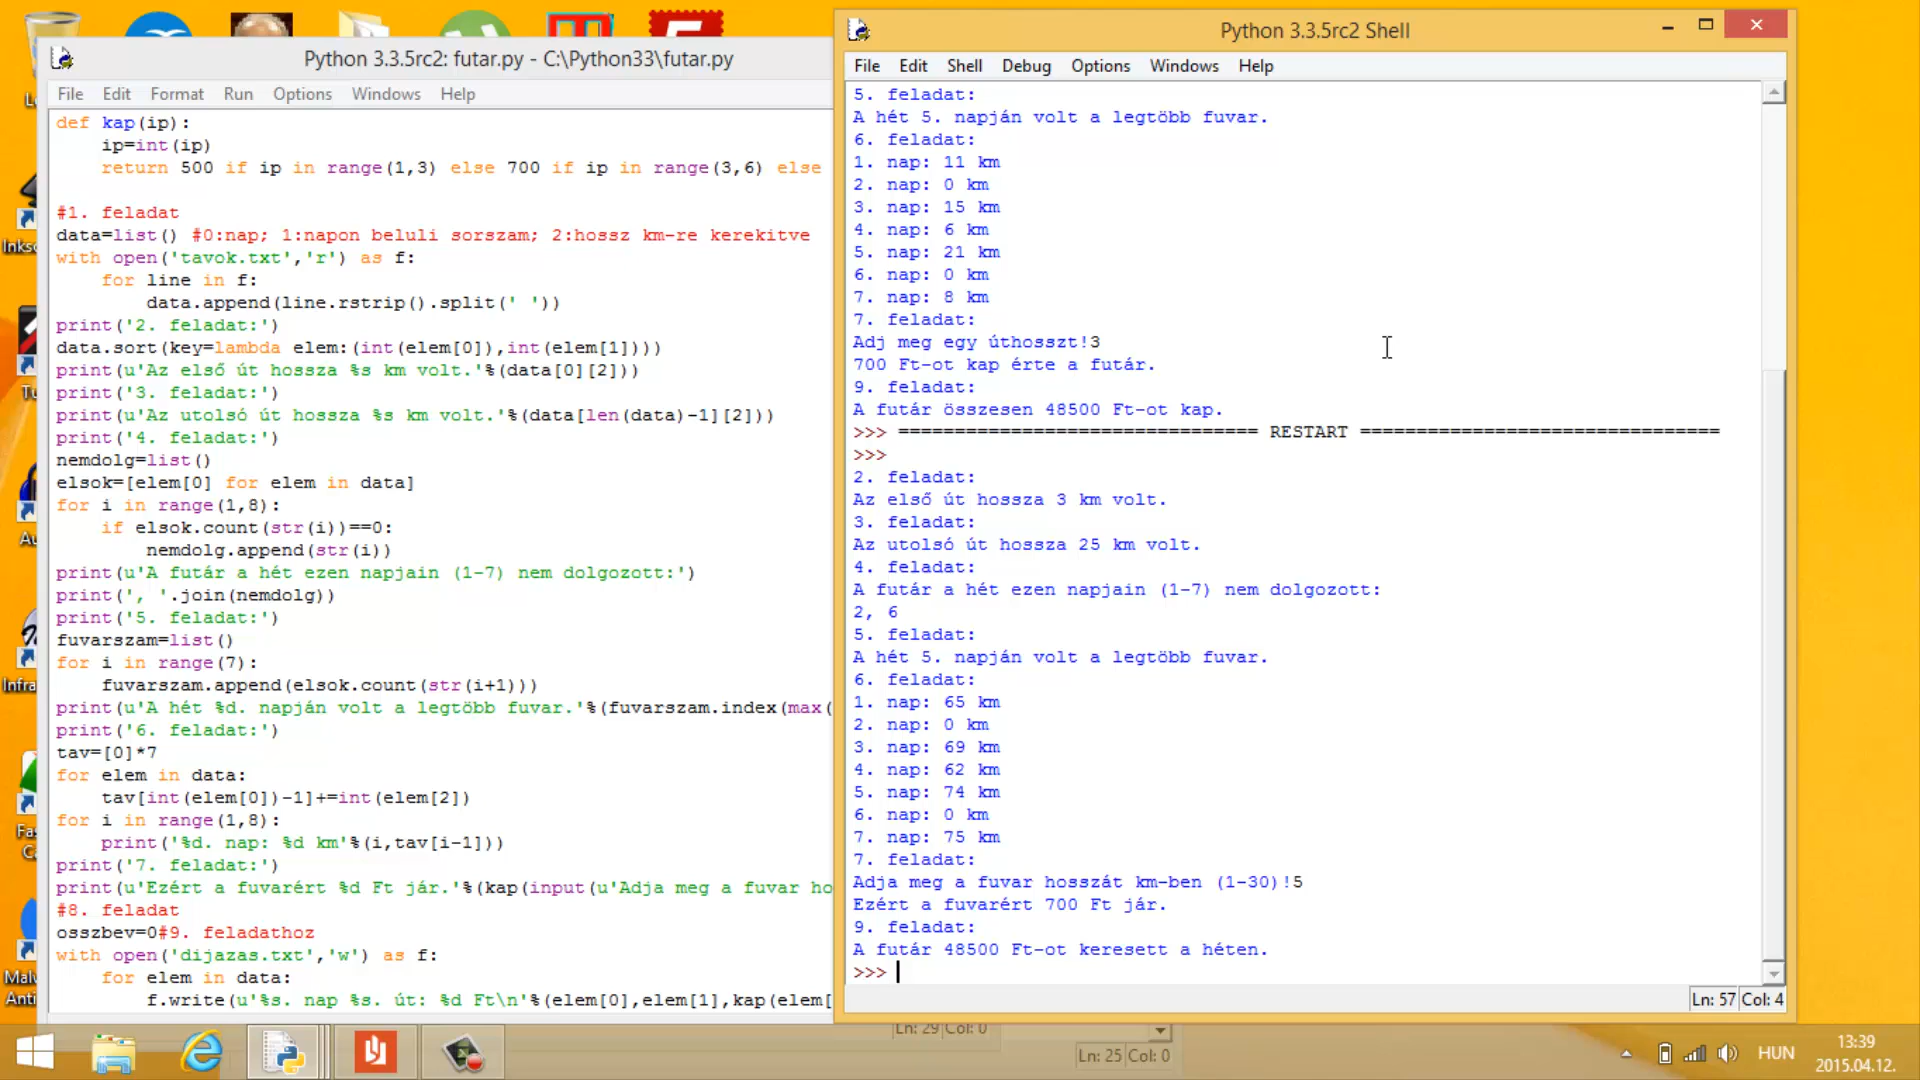 Python 3.3.5rc2: futar.py - C:\Python33\futar.py
File Edit Format Run Options Windows Help
def kap(ip):
    ip=int(ip)
    return 500 if ip in range(1,3) else 700 if ip in range(3,6) else
#1. feladat
data=list() #0:nap; 1:napon beluli sorszam; 2:hossz km-re kerekitve
with open('tavok.txt','r') as f:
    for line in f:
        data.append(line.rstrip().split(' '))
print('2. feladat:')
data.sort(key=lambda elem:(int(elem[0]),int(elem[1])))
print(u'Az első út hossza %s km volt.'%(data[0][2]))
print('3. feladat:')
print(u'Az utolsó út hossza %s km volt.'%(data[len(data)-1][2]))
print('4. feladat:')
nemdolg=list()
elsok=[elem[0] for elem in data]
for i in range(1,8):
    if elsok.count(str(i))==0:
        nemdolg.append(str(i))
print(u'A futár a hét ezen napjain (1-7) nem dolgozott:')
print(', '.join(nemdolg))
print('5. feladat:')
fuvarszam=list()
for i in range(7):
    fuvarszam.append(elsok.count(str(i+1)))
print(u'A hét %d. napján volt a legtöbb fuvar.'%(fuvarszam.index(max(
print('6. feladat:')
tav=[0]*7
for elem in data:
    tav[int(elem[0])-1]+=int(elem[2])
for i in range(1,8):
    print('%d. nap: %d km'%(i,tav[i-1]))
print('7. feladat:')
print(u'Ezért a fuvarért %d Ft jár.'%(kap(input(u'Adja meg a fuvar ho
#8. feladat
osszbev=0#9. feladathoz
with open('dijazas.txt','w') as f:
    for elem in data:
        f.write(u'%s. nap %s. út: %d Ft\n'%(elem[0],elem[1],kap(elem[
Python 3.3.5rc2 Shell
File Edit Shell Debug Options Windows Help
5. feladat:
A hét 5. napján volt a legtöbb fuvar.
6. feladat:
1. nap: 11 km
2. nap: 0 km
3. nap: 15 km
4. nap: 6 km
5. nap: 21 km
6. nap: 0 km
7. nap: 8 km
7. feladat:
Adj meg egy úthosszt!3
700 Ft-ot kap érte a futár.
9. feladat:
A futár összesen 48500 Ft-ot kap.
>>> ================================ RESTART ================================
>>>
2. feladat:
Az első út hossza 3 km volt.
3. feladat:
Az utolsó út hossza 25 km volt.
4. feladat:
A futár a hét ezen napjain (1-7) nem dolgozott:
2, 6
5. feladat:
A hét 5. napján volt a legtöbb fuvar.
6. feladat:
1. nap: 65 km
2. nap: 0 km
3. nap: 69 km
4. nap: 62 km
5. nap: 74 km
6. nap: 0 km
7. nap: 75 km
7. feladat:
Adja meg a fuvar hosszát km-ben (1-30)!5
Ezért a fuvarért 700 Ft jár.
9. feladat:
A futár 48500 Ft-ot keresett a héten.
>>>
Ln: 57 Col: 4
Ln: 29 Col: 0
Ln: 25 Col: 0
HUN
13:39
2015.04.12.